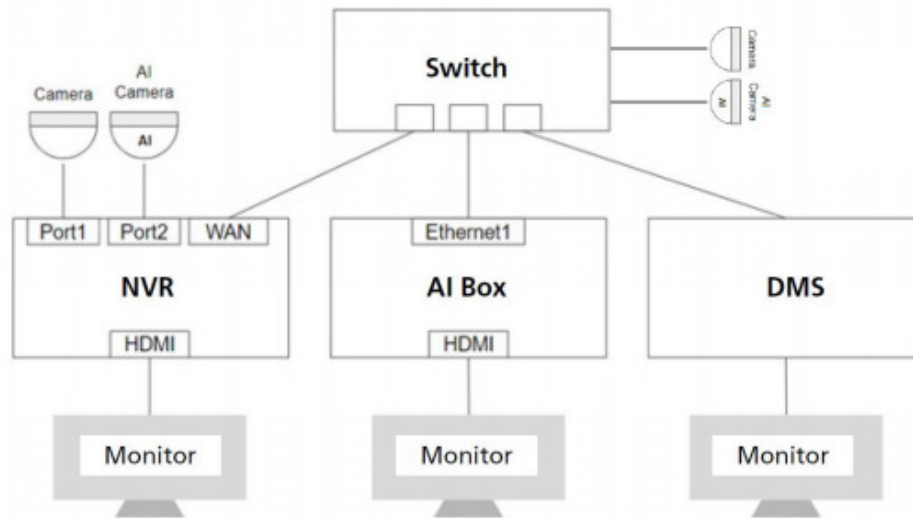 Switch
Camera
AI
Camera
AI
Camera
AI
Camera
AI
Port1
Port2
WAN
Ethernet1
NVR
AI Box
DMS
HDMI
HDMI
Monitor
Monitor
Monitor